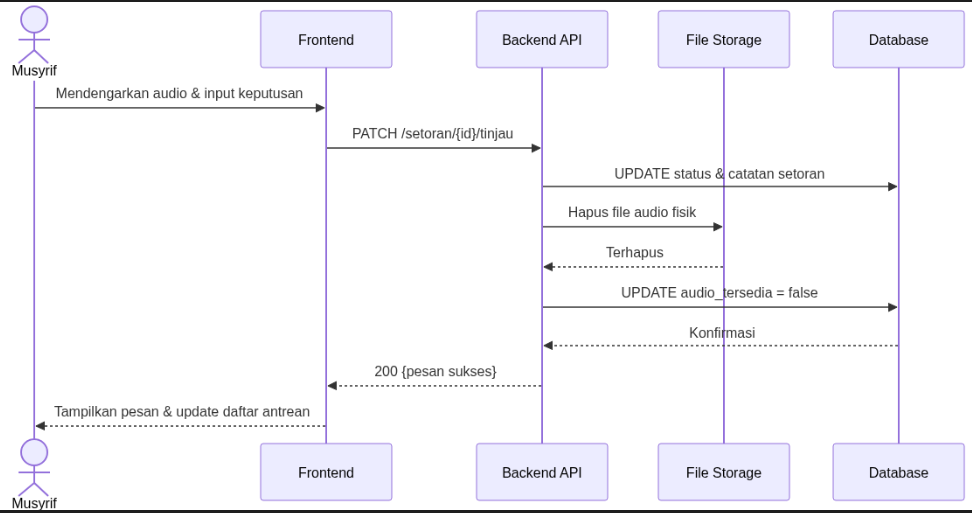 Musyrif
Frontend
Backend API
File Storage
Database
Mendengarkan audio & input keputusan
PATCH /setoran/{id}/tinjau
UPDATE status & catatan setoran
Hapus file audio fisik
Terhapus
UPDATE audio_tersedia = false
Konfirmasi
200 {pesan sukses}
Tampilkan pesan & update daftar antrean
Musyrif
Frontend
Backend API
File Storage
Database